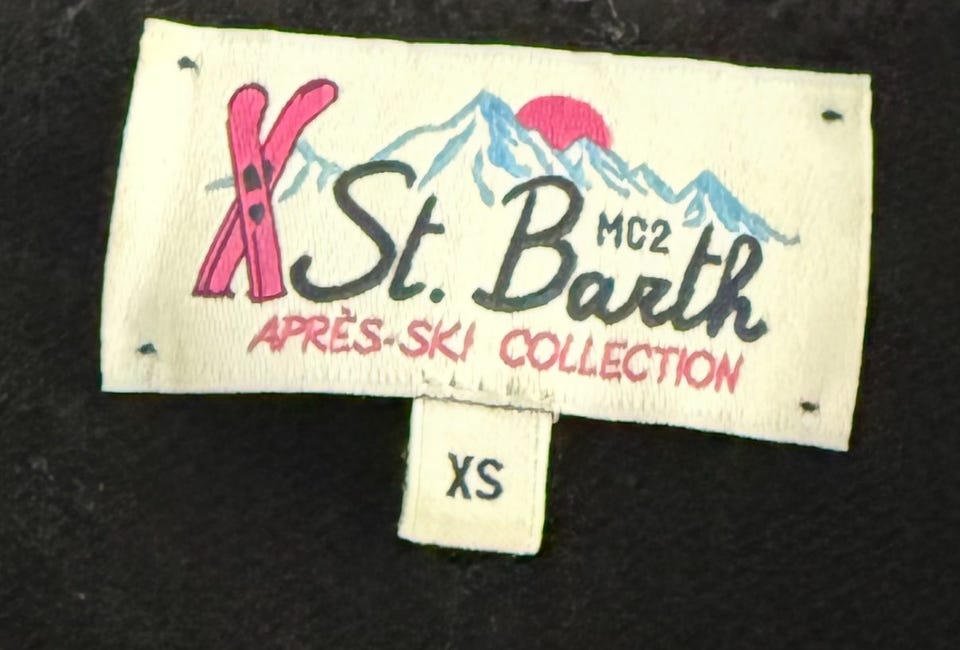 St. Barth
MC2
APRÈS-SKI COLLECTION
XS